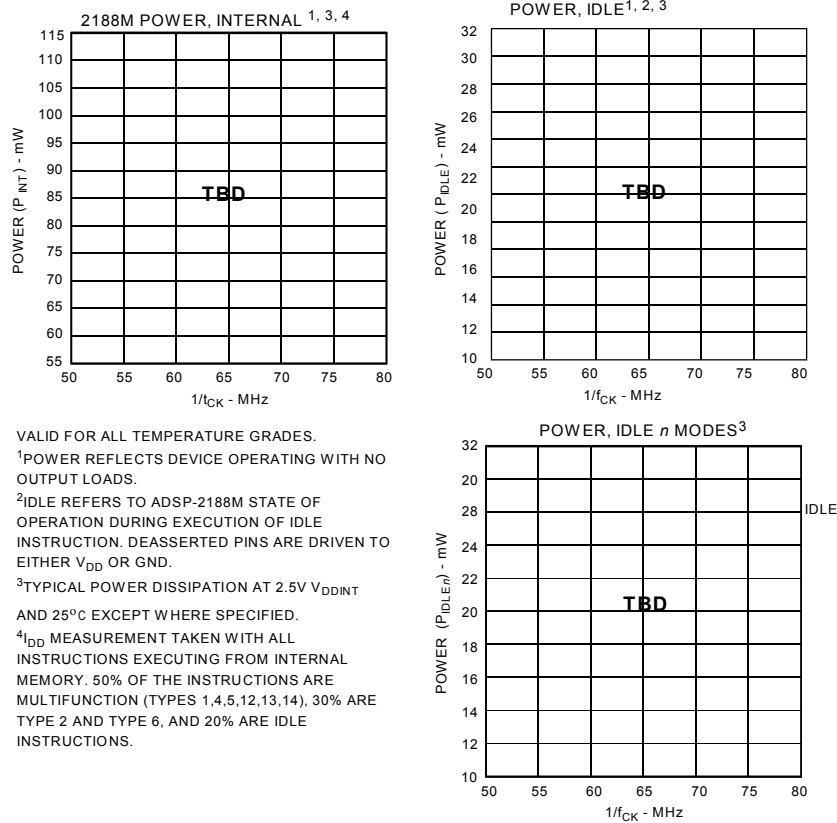 2188M POWER, INTERNAL 1, 3, 4
115
110
105
100
95
90
85
80
75
70
65
60
55
POWER (P INT) - mW
TBD
50 55 60 65 70 75 80
1/tCK - MHz
POWER, IDLE1, 2, 3
32
30
28
26
24
22
20
18
16
14
12
10
POWER ( PIDLE) - mW
TBD
50 55 60 65 70 75 80
1/fCK - MHz
VALID FOR ALL TEMPERATURE GRADES.
1POWER REFLECTS DEVICE OPERATING WITH NO
OUTPUT LOADS.
2IDLE REFERS TO ADSP-2188M STATE OF
OPERATION DURING EXECUTION OF IDLE
INSTRUCTION. DEASSERTED PINS ARE DRIVEN TO
EITHER VDD OR GND.
3TYPICAL POWER DISSIPATION AT 2.5V VDDINT
AND 25°C EXCEPT WHERE SPECIFIED.
4IDD MEASUREMENT TAKEN WITH ALL
INSTRUCTIONS EXECUTING FROM INTERNAL
MEMORY. 50% OF THE INSTRUCTIONS ARE
MULTIFUNCTION (TYPES 1,4,5,12,13,14), 30% ARE
TYPE 2 AND TYPE 6, AND 20% ARE IDLE
INSTRUCTIONS.
POWER, IDLE n MODES3
32
20
28
24
22
20
18
16
14
12
10
POWER (PIDLEn) - mW
IDLE
TBD
50 55 60 65 70 75 80
1/fCK - MHz